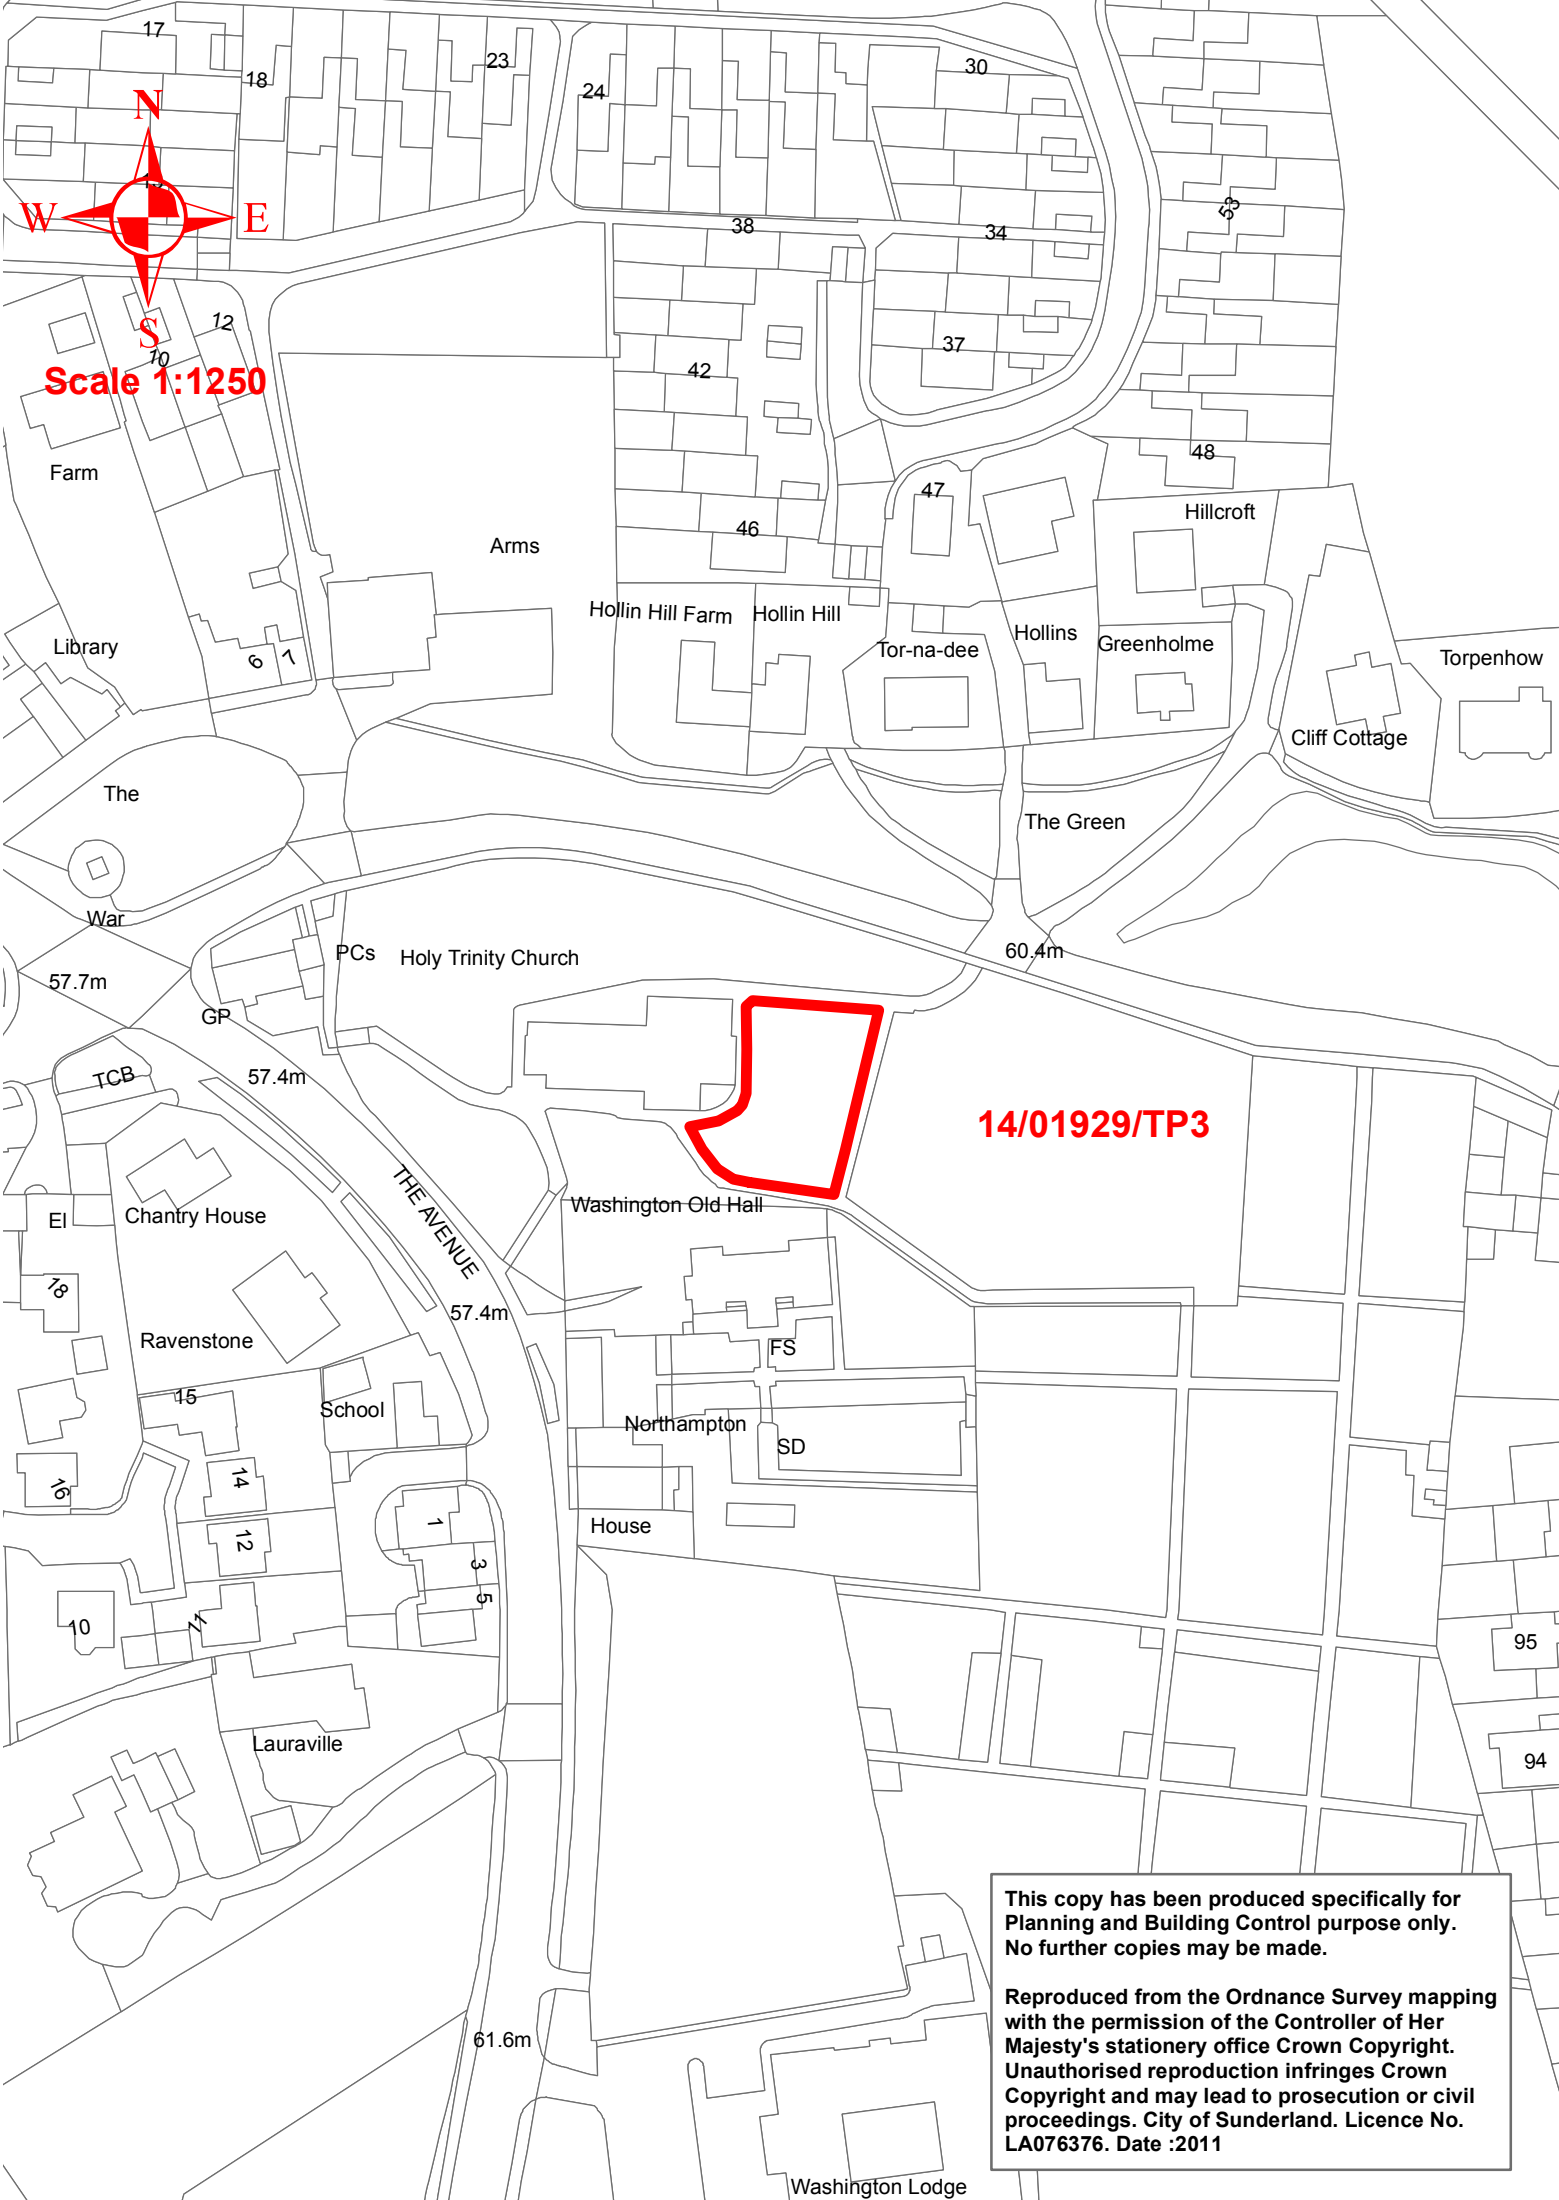 17
18
23
24
30
N
13
W
E
S
12
10
Scale 1:1250
38
34
53
42
37
48
46
47
Farm
Arms
Hillcroft
Library
6
7
Hollin Hill Farm
Hollin Hill
Tor-na-dee
Hollins
Greenholme
Torpenhow
Cliff Cottage
The
The Green
War
PCs
Holy Trinity Church
60.4m
57.7m
GP
TCB
57.4m
14/01929/TP3
THE AVENUE
El
Chantry House
Washington Old Hall
18
57.4m
Ravenstone
FS
15
School
Northampton
SD
16
14
12
1
House
3
5
10
11
95
Lauraville
94
61.6m
Washington Lodge
This copy has been produced specifically for
Planning and Building Control purpose only.
No further copies may be made.
Reproduced from the Ordnance Survey mapping
with the permission of the Controller of Her
Majesty's stationery office Crown Copyright.
Unauthorised reproduction infringes Crown
Copyright and may lead to prosecution or civil
proceedings. City of Sunderland. Licence No.
LA076376. Date :2011